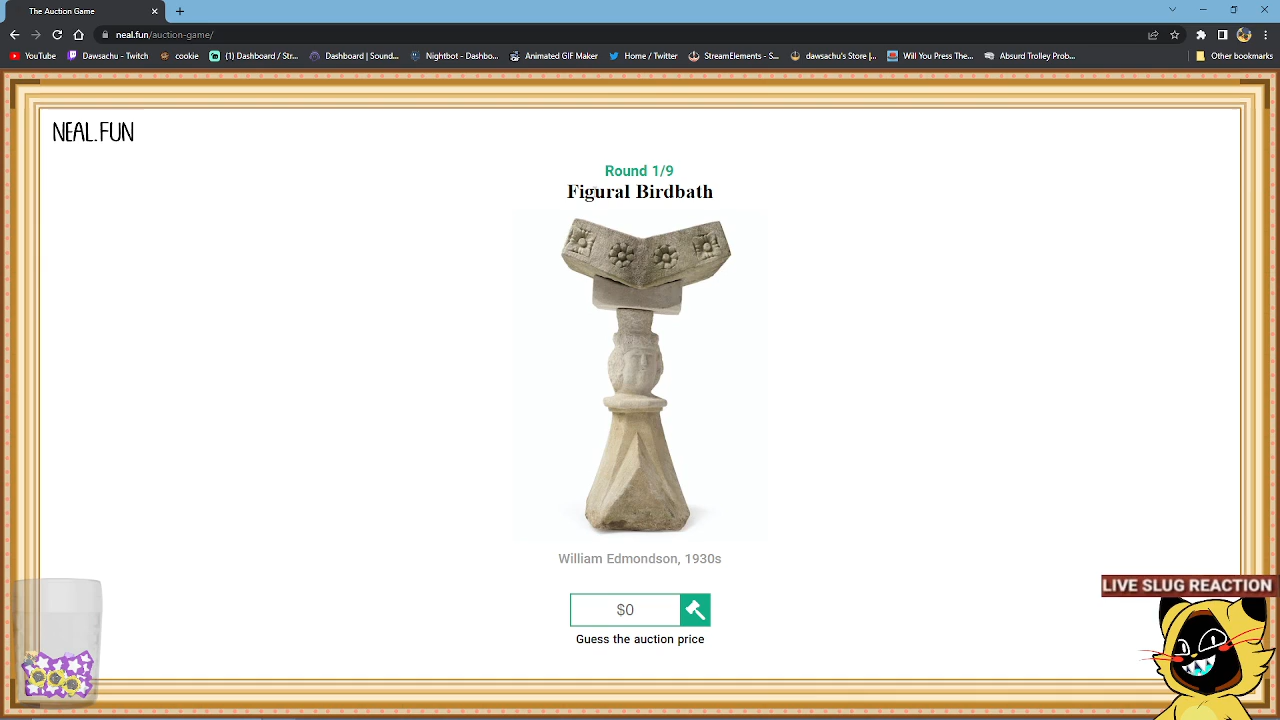 The Auction Game
neal.fun/auction-game/
YouTube
Dawsachu - Twitch
cookie
(1) Dashboard / Str...
Dashboard | Sound...
Nightbot - Dashbo...
Animated GIF Maker
Home / Twitter
StreamElements - S...
dawsachu's Store |...
Will You Press The...
Absurd Trolley Prob...
Other bookmarks
NEAL.FUN
Round 1/9
Figural Birdbath
William Edmondson, 1930s
$0
Guess the auction price
LIVE SLUG REACTION